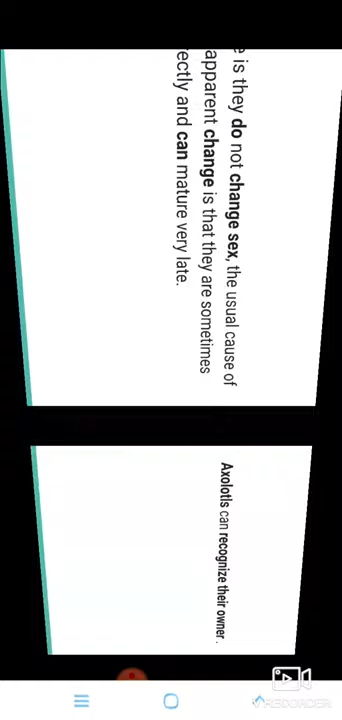 e is they do not change sex, the usual cause of
apparent change is that they are sometimes
ectly and can mature very late.
Axolotls can recognize their owner .